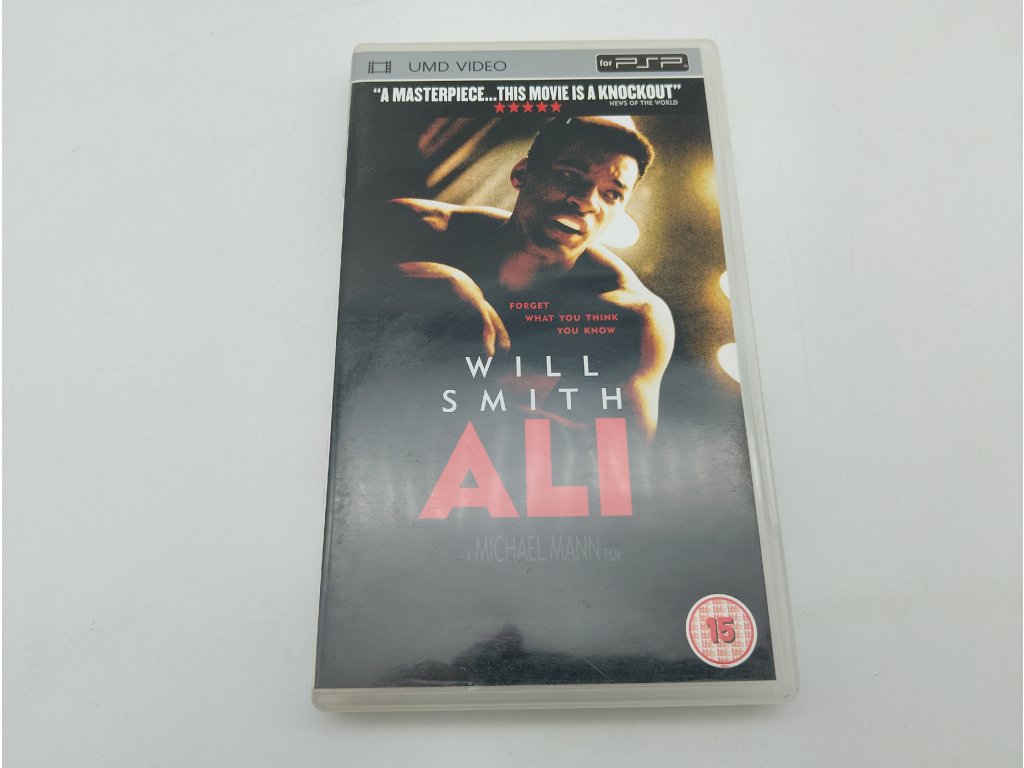 UMD VIDEO
for PSP
"A MASTERPIECE...THIS MOVIE IS A KNOCKOUT"
NEWS OF THE WORLD
FORGET
WHAT YOU THINK
YOU KNOW
WILL
SMITH
ALI
A MICHAEL MANN FILM
15